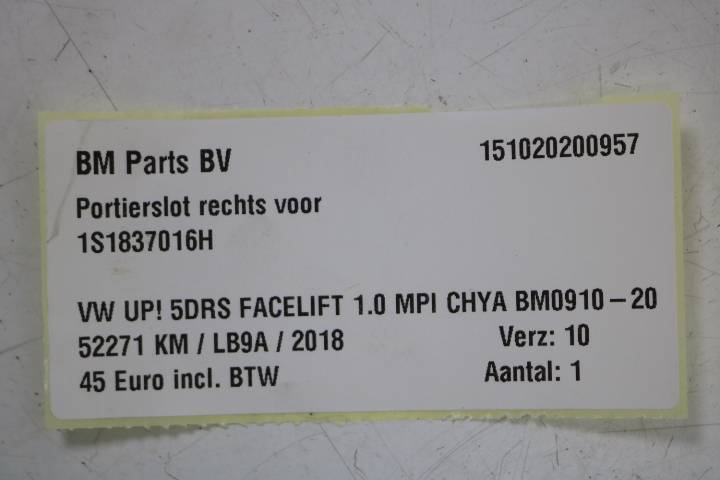 BM Parts BV 151020200957
Portierslot rechts voor
1S1837016H
VW UP! 5DRS FACELIFT 1.0 MPI CHYA BM0910-20
52271 KM / LB9A / 2018 Verz: 10
45 Euro incl. BTW Aantal: 1